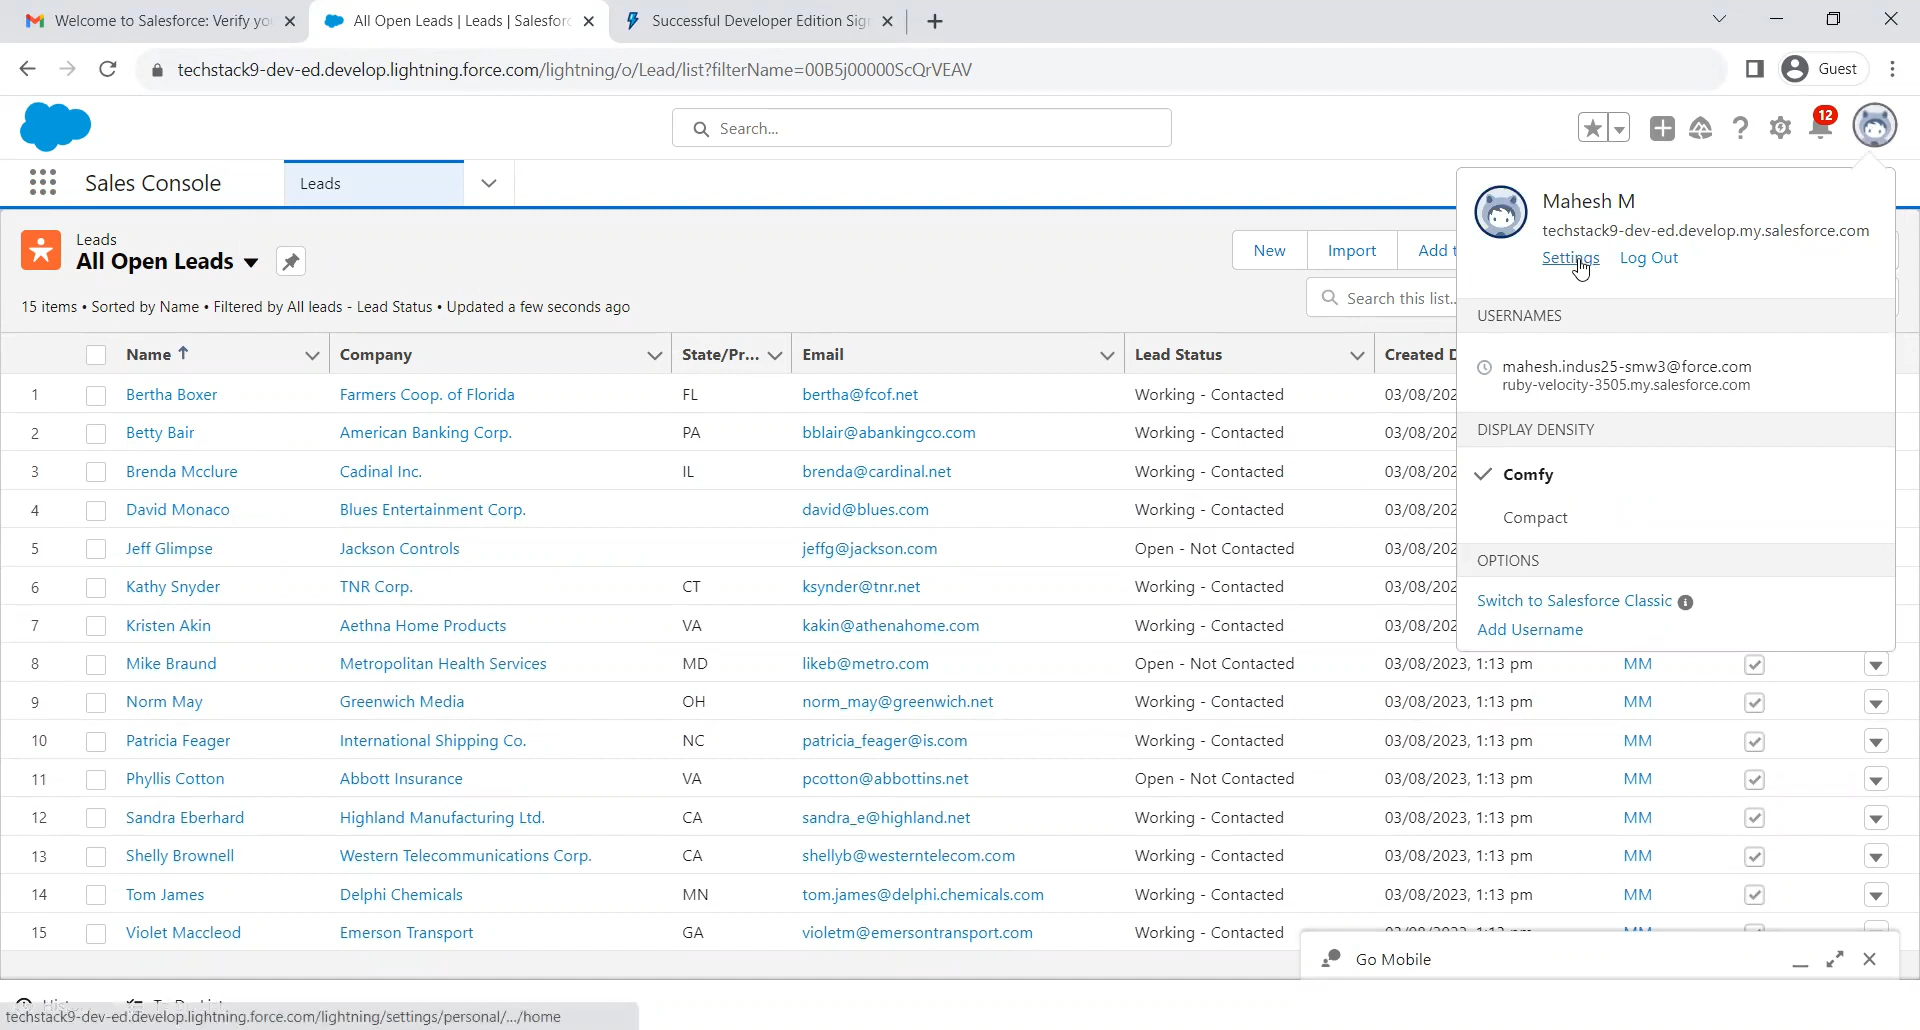 Welcome to Salesforce: Verify yo
All Open Leads | Leads | Salesforc
Successful Developer Edition Sig
techstack9-dev-ed.develop.lightning.force.com/lightning/o/Lead/list?filterName=00B5j00000ScQrVEAV
Guest
Search...
12
Sales Console
Leads
Leads
All Open Leads
New
Import
Add t
15 items • Sorted by Name • Filtered by All leads - Lead Status • Updated a few seconds ago
Search this list..
Mahesh M
techstack9-dev-ed.develop.my.salesforce.com
Settings Log Out
USERNAMES
mahesh.indus25-smw3@force.com
ruby-velocity-3505.my.salesforce.com
DISPLAY DENSITY
Comfy
Compact
OPTIONS
Switch to Salesforce Classic
Add Username
Name Company State/Pr... Email Lead Status Created D
1 Bertha Boxer Farmers Coop. of Florida FL bertha@fcof.net Working - Contacted 03/08/202
2 Betty Bair American Banking Corp. PA bblair@abankingco.com Working - Contacted 03/08/202
3 Brenda Mcclure Cadinal Inc. IL brenda@cardinal.net Working - Contacted 03/08/202
4 David Monaco Blues Entertainment Corp. david@blues.com Working - Contacted 03/08/202
5 Jeff Glimpse Jackson Controls jeffg@jackson.com Open - Not Contacted 03/08/202
6 Kathy Snyder TNR Corp. CT ksynder@tnr.net Working - Contacted 03/08/202
7 Kristen Akin Aethna Home Products VA kakin@athenahome.com Working - Contacted 03/08/202
8 Mike Braund Metropolitan Health Services MD likeb@metro.com Open - Not Contacted 03/08/2023, 1:13 pm MM
9 Norm May Greenwich Media OH norm_may@greenwich.net Working - Contacted 03/08/2023, 1:13 pm MM
10 Patricia Feager International Shipping Co. NC patricia_feager@is.com Working - Contacted 03/08/2023, 1:13 pm MM
11 Phyllis Cotton Abbott Insurance VA pcotton@abbottins.net Open - Not Contacted 03/08/2023, 1:13 pm MM
12 Sandra Eberhard Highland Manufacturing Ltd. CA sandra_e@highland.net Working - Contacted 03/08/2023, 1:13 pm MM
13 Shelly Brownell Western Telecommunications Corp. CA shellyb@westerntelecom.com Working - Contacted 03/08/2023, 1:13 pm MM
14 Tom James Delphi Chemicals MN tom.james@delphi.chemicals.com Working - Contacted 03/08/2023, 1:13 pm MM
15 Violet Maccleod Emerson Transport GA violetm@emersontransport.com Working - Contacted
Go Mobile
techstack9-dev-ed.develop.lightning.force.com/lightning/settings/personal/.../home